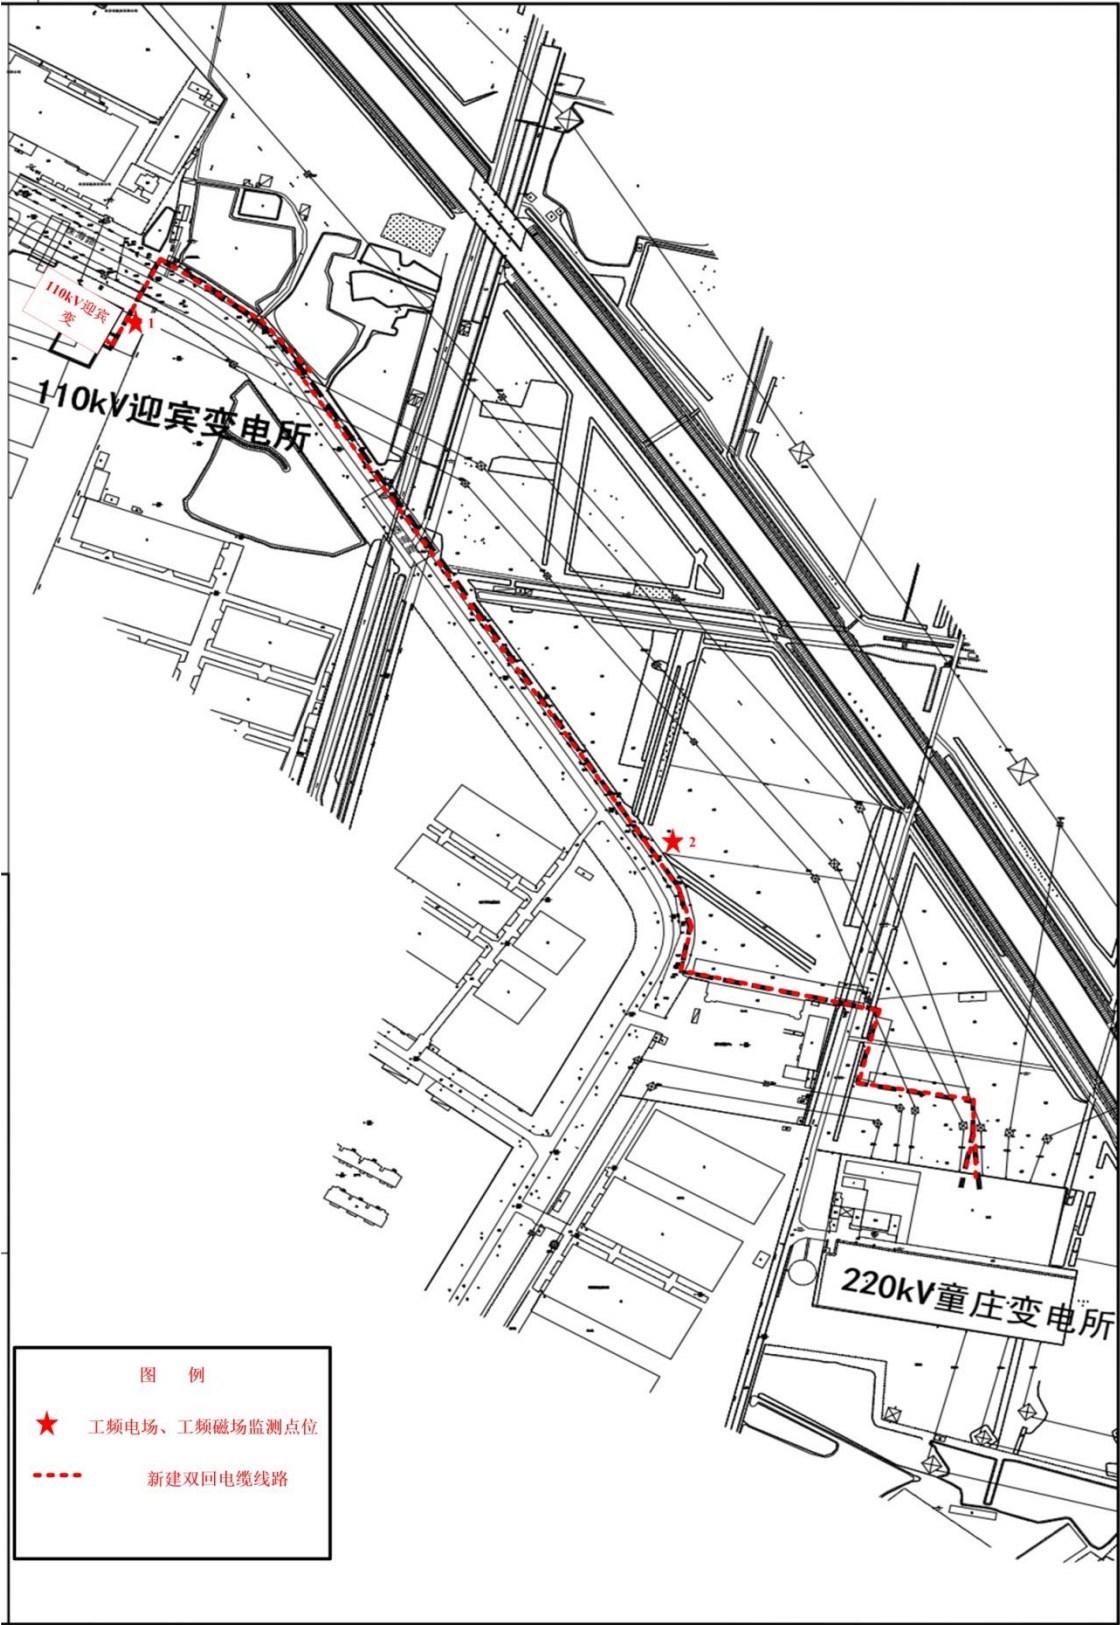 110kV迎宾
变
1
110kV迎宾变电所
2
220kV童庄变电所
图 例
工频电场、工频磁场监测点位
新建双回电缆线路